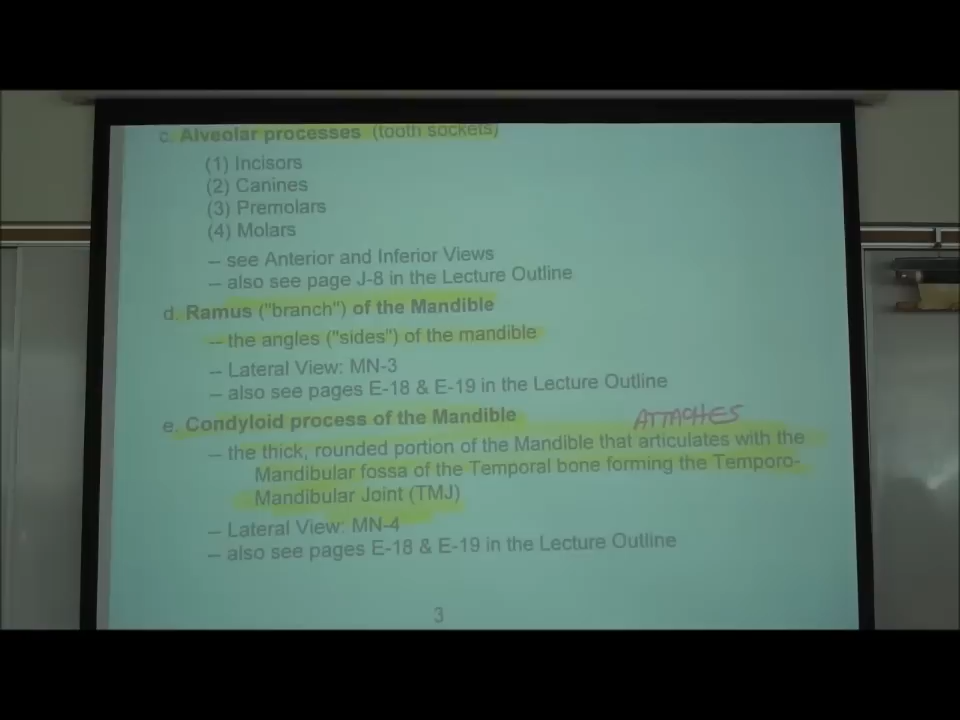 c. Alveolar processes (tooth sockets)
(1) Incisors
(2) Canines
(3) Premolars
(4) Molars
-- see Anterior and Inferior Views
-- also see page J-8 in the Lecture Outline
d. Ramus ("branch") of the Mandible
-- the angles ("sides") of the mandible
-- Lateral View: MN-3
-- also see pages E-18 & E-19 in the Lecture Outline
e. Condyloid process of the Mandible
ATTACHES
-- the thick, rounded portion of the Mandible that articulates with the
Mandibular fossa of the Temporal bone forming the Temporo-
Mandibular Joint (TMJ)
-- Lateral View: MN-4
-- also see pages E-18 & E-19 in the Lecture Outline
3